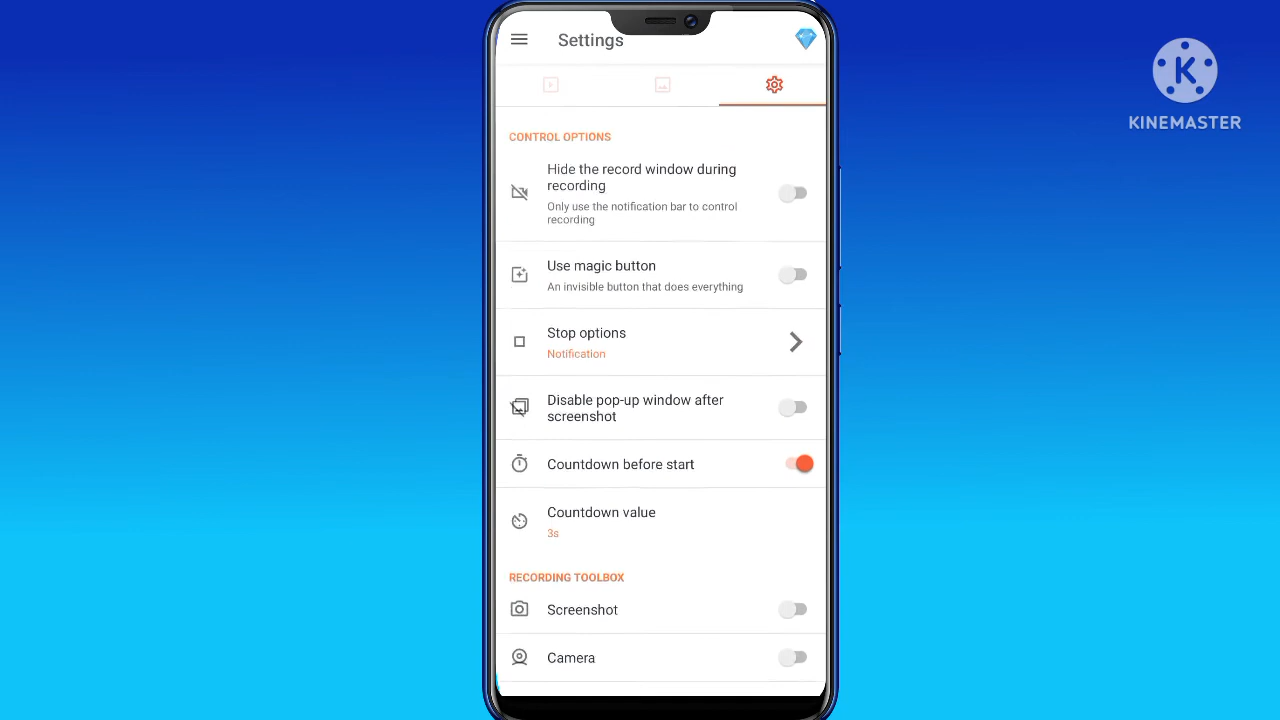 Settings
KINEMASTER
CONTROL OPTIONS
Hide the record window during
recording
Only use the notification bar to control
recording
Use magic button
An invisible button that does everything
Stop options
Notification
Disable pop-up window after
screenshot
Countdown before start
Countdown value
3s
RECORDING TOOLBOX
Screenshot
Camera